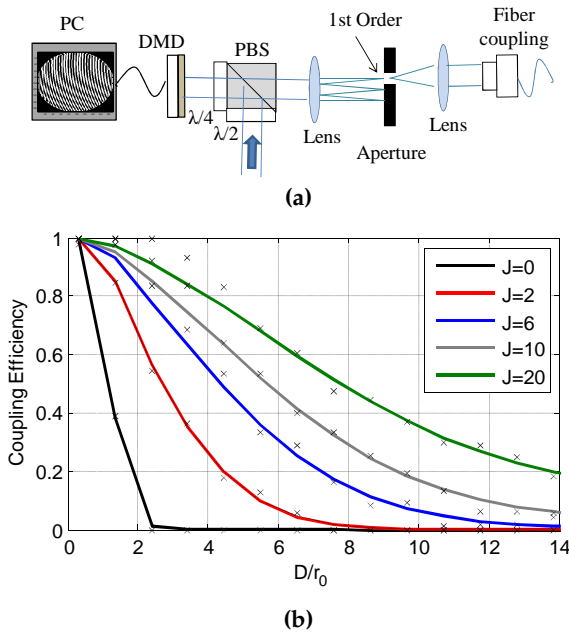 PC
DMD
PBS
1st Order
Fiber
coupling
λ/4
λ/2
Lens
Aperture
Lens
(a)
Coupling Efficiency
1
0.8
0.6
0.4
0.2
0
0 2 4 6 8 10 12 14
D/r0
J=0
J=2
J=6
J=10
J=20
(b)